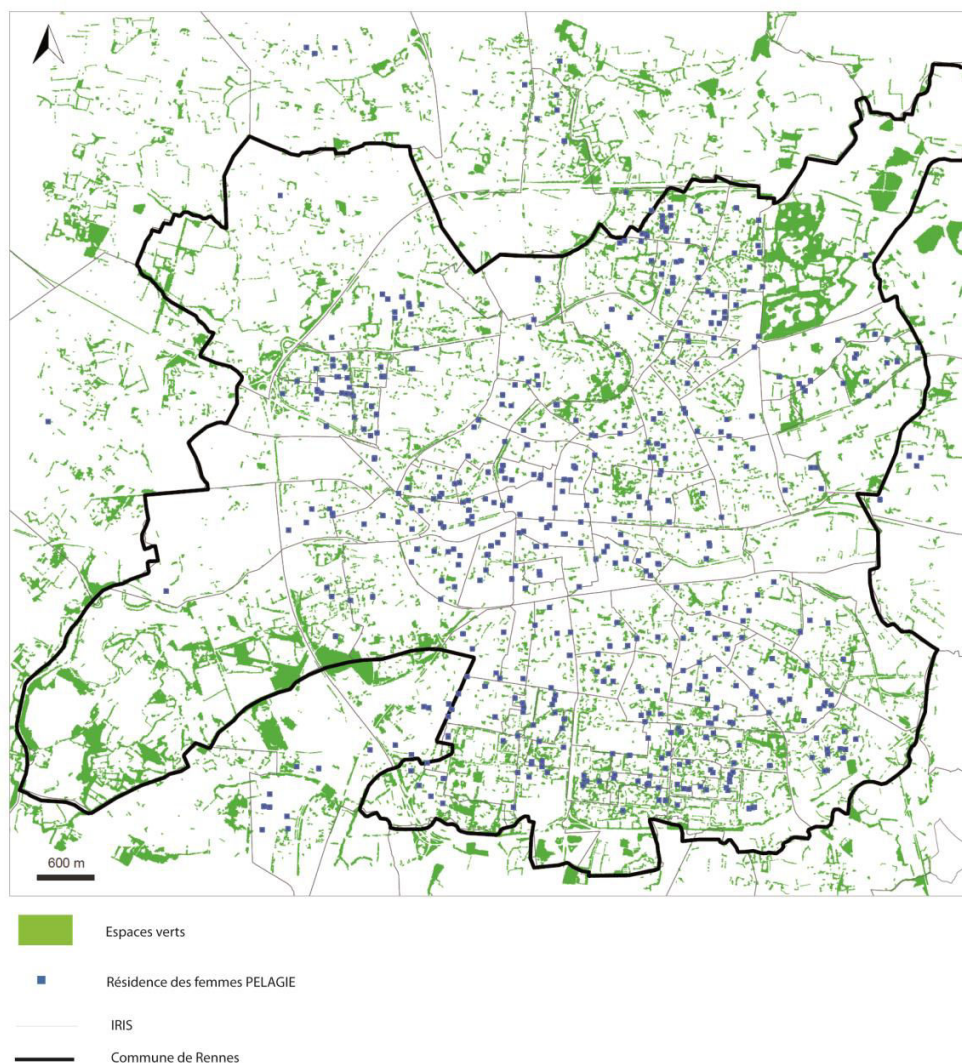 600 m
Espaces verts
Résidence des femmes PELAGIE
IRIS
Commune de Rennes